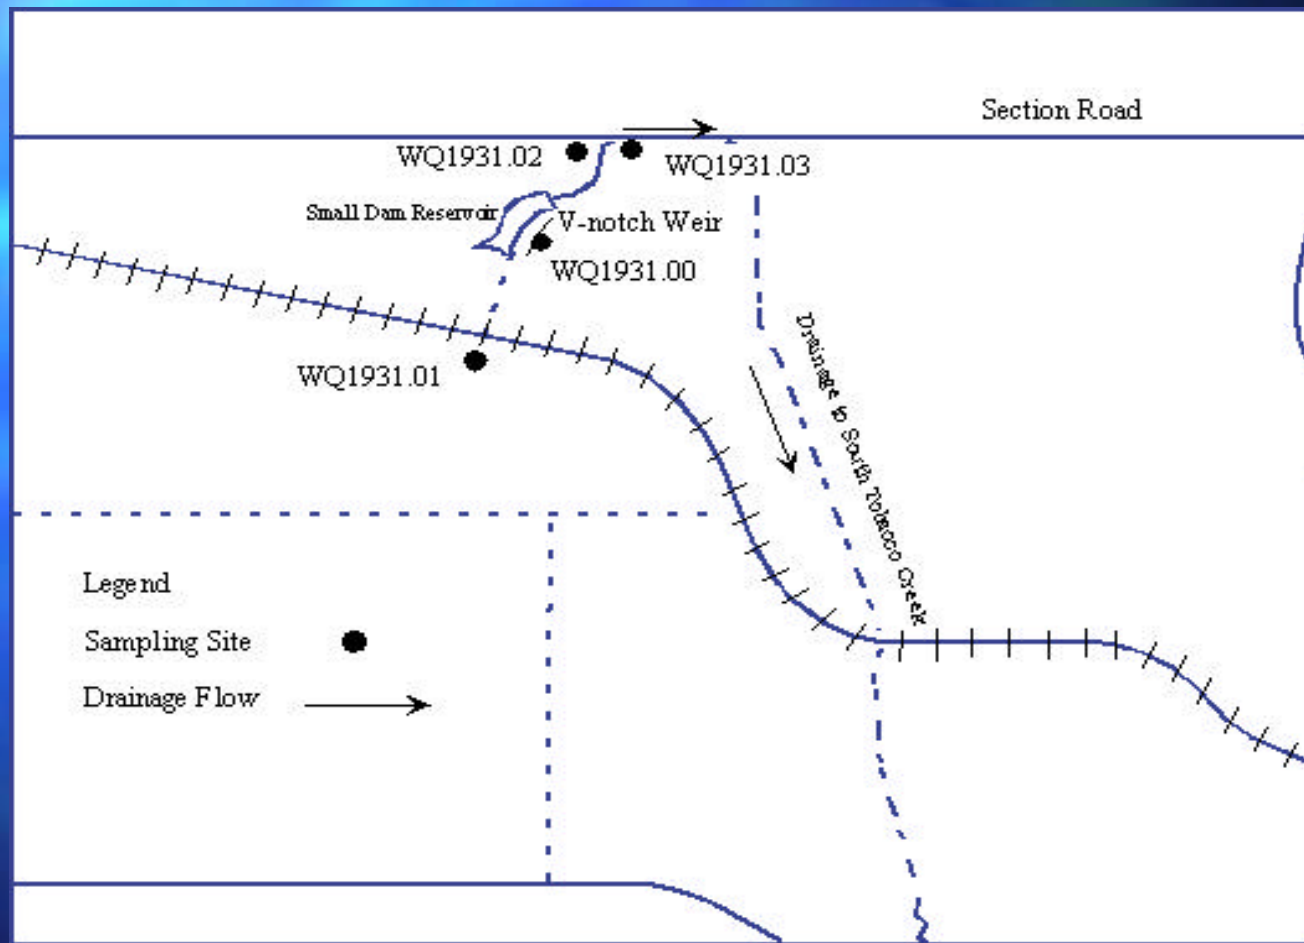 Section Road
WQ1931.02
WQ1931.03
Small Dam Reservoir
V-notch Weir
WQ1931.00
WQ1931.01
Drainage to South Tobacco Creek
Legend
Sampling Site
Drainage Flow